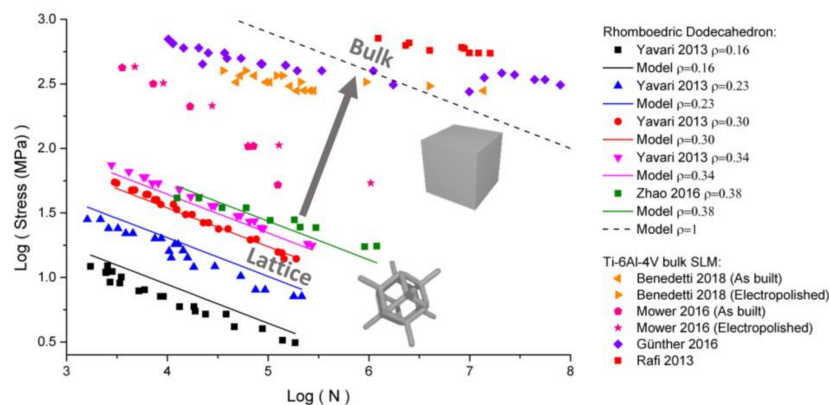 3.0
2.5
2.0
1.5
1.0
0.5
3
4
5
6
7
8
Log ( Stress (MPa))
Log ( N )
Bulk
Lattice
Rhomboedric Dodecahedron:
Yavari 2013 ρ=0.16
Model ρ=0.16
Yavari 2013 ρ=0.23
Model ρ=0.23
Yavari 2013 ρ=0.30
Model ρ=0.30
Yavari 2013 ρ=0.34
Model ρ=0.34
Zhao 2016 ρ=0.38
Model ρ=0.38
Model ρ=1
Ti-6Al-4V bulk SLM:
Benedetti 2018 (As built)
Benedetti 2018 (Electropolished)
Mower 2016 (As built)
Mower 2016 (Electropolished)
Günther 2016
Rafi 2013